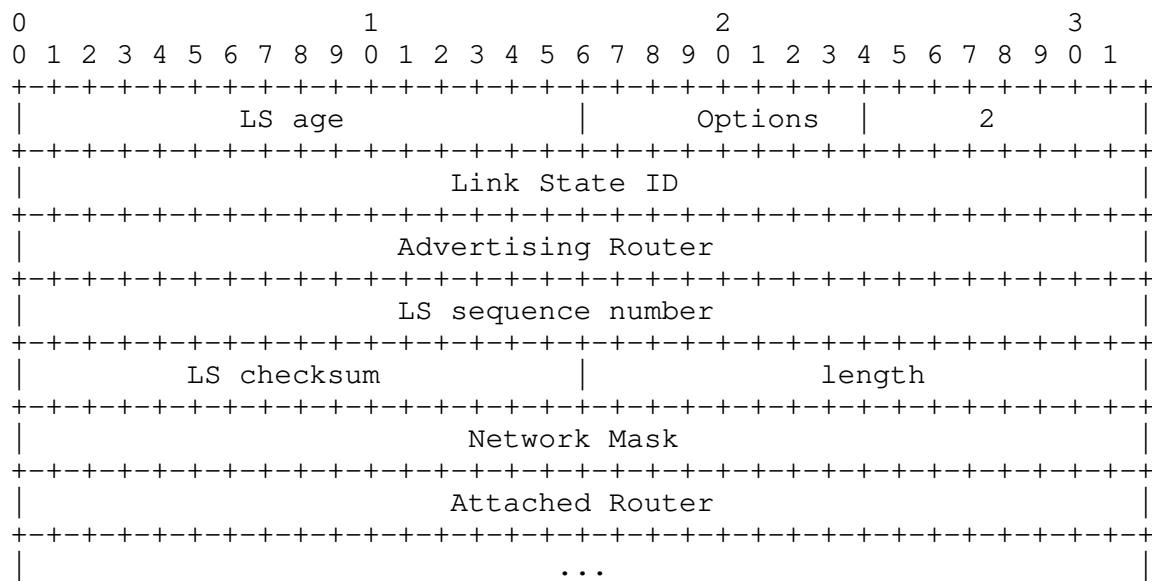 0                   1                   2                   3
0 1 2 3 4 5 6 7 8 9 0 1 2 3 4 5 6 7 8 9 0 1 2 3 4 5 6 7 8 9 0 1
+-+-+-+-+-+-+-+-+-+-+-+-+-+-+-+-+-+-+-+-+-+-+-+-+-+-+-+-+-+-+-+-+
|            LS age             |      Options  |      2        |
+-+-+-+-+-+-+-+-+-+-+-+-+-+-+-+-+-+-+-+-+-+-+-+-+-+-+-+-+-+-+-+-+
|                        Link State ID                          |
+-+-+-+-+-+-+-+-+-+-+-+-+-+-+-+-+-+-+-+-+-+-+-+-+-+-+-+-+-+-+-+-+
|                     Advertising Router                        |
+-+-+-+-+-+-+-+-+-+-+-+-+-+-+-+-+-+-+-+-+-+-+-+-+-+-+-+-+-+-+-+-+
|                     LS sequence number                        |
+-+-+-+-+-+-+-+-+-+-+-+-+-+-+-+-+-+-+-+-+-+-+-+-+-+-+-+-+-+-+-+-+
|         LS checksum           |             length            |
+-+-+-+-+-+-+-+-+-+-+-+-+-+-+-+-+-+-+-+-+-+-+-+-+-+-+-+-+-+-+-+-+
|                         Network Mask                          |
+-+-+-+-+-+-+-+-+-+-+-+-+-+-+-+-+-+-+-+-+-+-+-+-+-+-+-+-+-+-+-+-+
|                        Attached Router                        |
+-+-+-+-+-+-+-+-+-+-+-+-+-+-+-+-+-+-+-+-+-+-+-+-+-+-+-+-+-+-+-+-+
|                              ...                              |